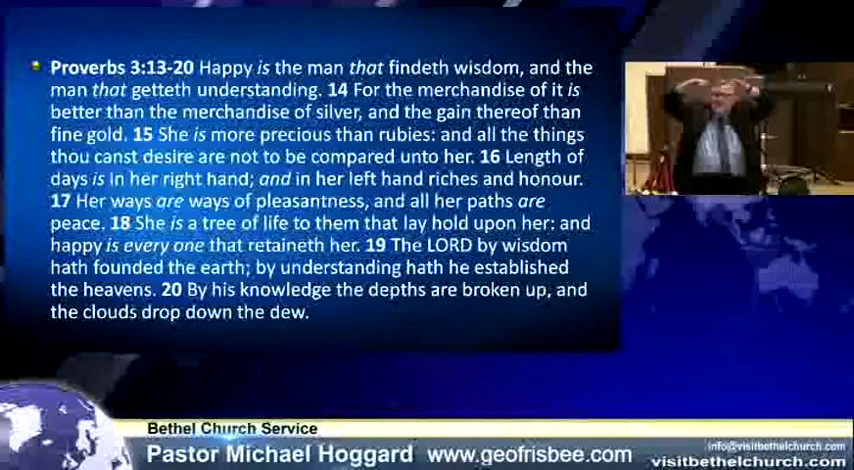 Proverbs 3:13-20 Happy is the man that findeth wisdom, and the
man that getteth understanding. 14 For the merchandise of it is
better than the merchandise of silver, and the gain thereof than
fine gold. 15 She is more precious than rubies: and all the things
thou canst desire are not to be compared unto her. 16 Length of
days is in her right hand; and in her left hand riches and honour.
17 Her ways are ways of pleasantness, and all her paths are
peace. 18 She is a tree of life to them that lay hold upon her: and
happy is every one that retaineth her. 19 The LORD by wisdom
hath founded the earth; by understanding hath he established
the heavens. 20 By his knowledge the depths are broken up, and
the clouds drop down the dew.
Bethel Church Service
Pastor Michael Hoggard www.geofrisbee.com
info@visitbethelchurch.com
visitbethelchurch.com